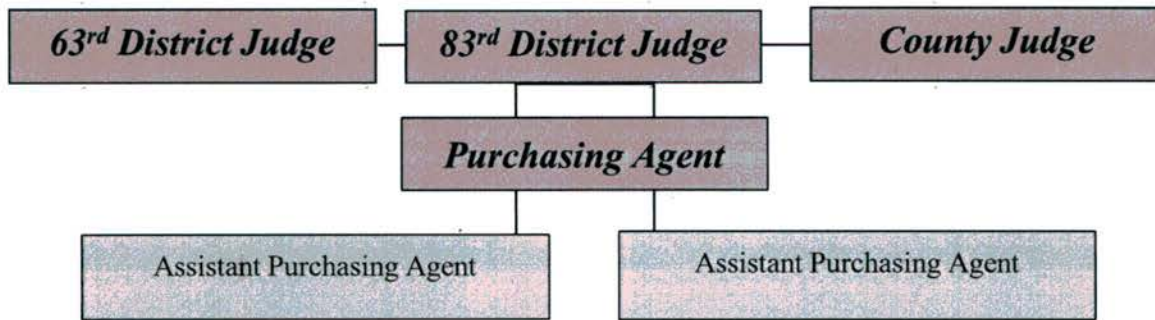 63rd District Judge
83rd District Judge
County Judge
Purchasing Agent
Assistant Purchasing Agent
Assistant Purchasing Agent